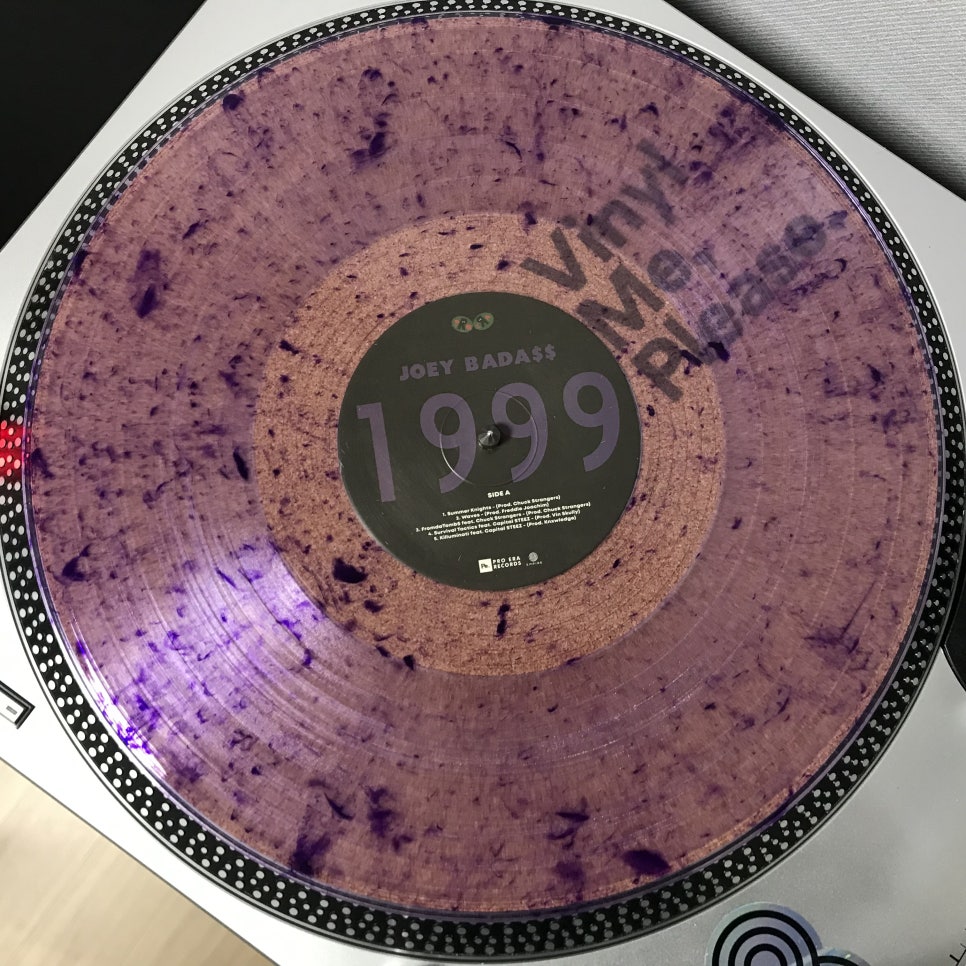 Vinyl
Me
Please.
JOEY BADA$$
1999
SIDE A
1. Summer Knights - (Prod. Chuck Strangers)
2. Waves - (Prod. Freddie Joachim)
3. FromdaTomb$ feat. Chuck Strangers - (Prod. Chuck Strangers)
4. Survival Tactics feat. Capital STEEZ - (Prod. Vin Skully)
5. Killuminati feat. Capital STEEZ - (Prod. Knxwledge)
PRO ERA
RECORDS
EMPIRE